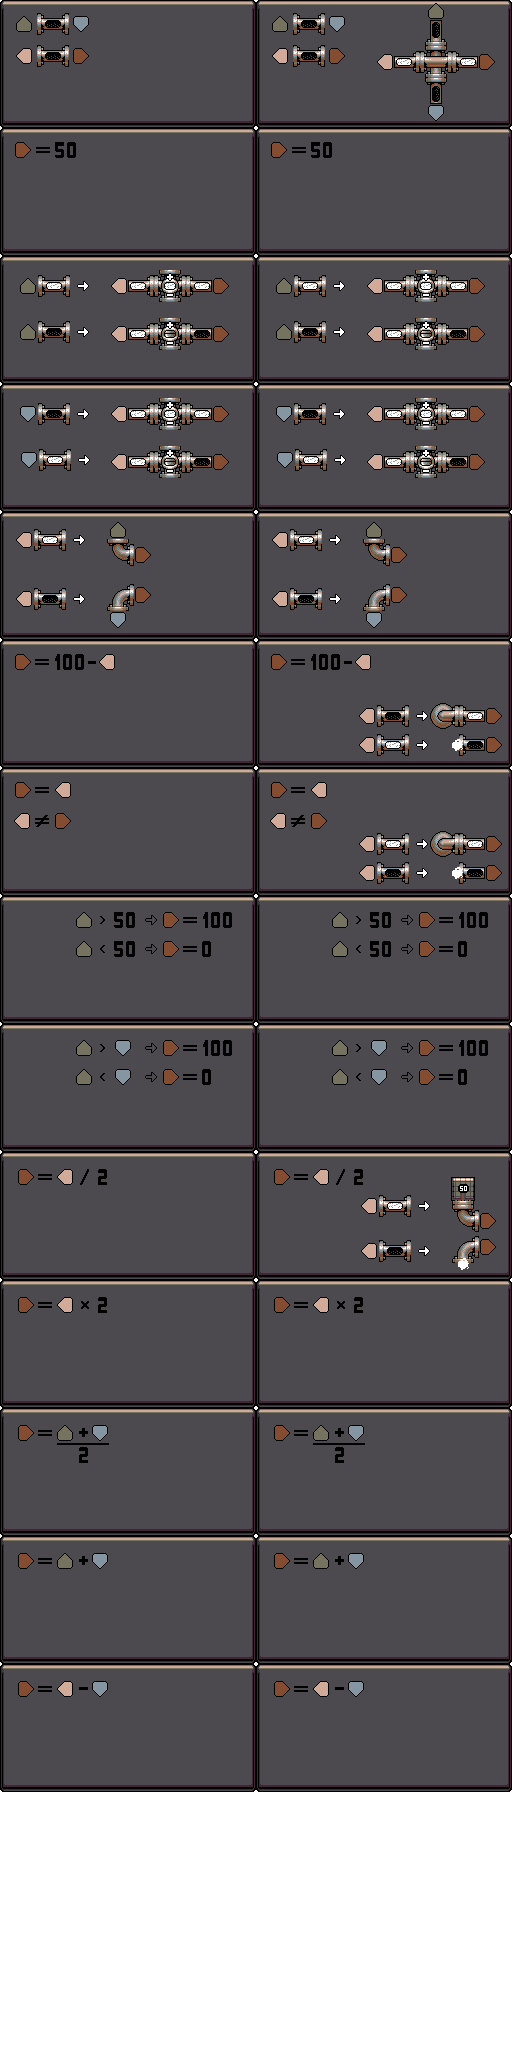 = 50
= 50
= 100 -
= 100 -
=
=
≠
≠
> 50 ⇨ = 100
> 50 ⇨ = 100
< 50 ⇨ = 0
< 50 ⇨ = 0
> ⇨ = 100
> ⇨ = 100
< ⇨ = 0
< ⇨ = 0
= / 2
= / 2
50
= × 2
= × 2
= +
2
= +
2
= +
= +
= -
= -